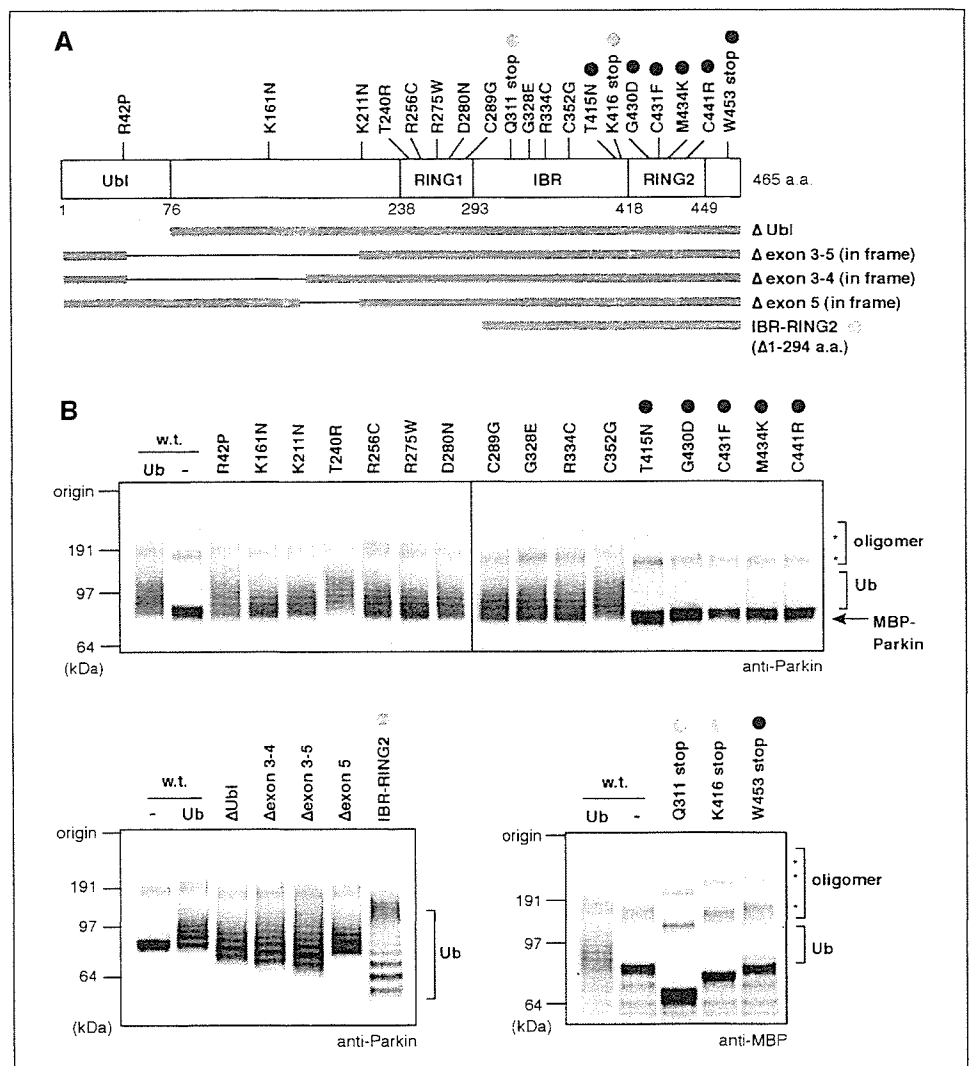 A
R42P
K161N
K211N
T240R
R256C
R275W
D280N
C289G
Q311 stop
G328E
R334C
C352G
T415N
K416 stop
G430D
C431F
M434K
C441R
W453 stop
Ubl RING1 IBR RING2 465 a.a.
1 76 238 293 418 449
Δ Ubl
Δ exon 3-5 (in frame)
Δ exon 3-4 (in frame)
Δ exon 5 (in frame)
IBR-RING2
(Δ1-294 a.a.)
B
w.t.
Ub -
R42P
K161N
K211N
T240R
R256C
R275W
D280N
C289G
G328E
R334C
C352G
T415N
G430D
C431F
M434K
C441R
origin
191
97
64
(kDa)
* oligomer
*
Ub
MBP-
Parkin
anti-Parkin
w.t.
- Ub
ΔUbl
Δexon 3-4
Δexon 3-5
Δexon 5
IBR-RING2
origin
191
97
64
(kDa)
Ub
anti-Parkin
w.t.
Ub -
Q311 stop
K416 stop
W453 stop
origin
191
97
64
(kDa)
*
* oligomer
*
Ub
anti-MBP